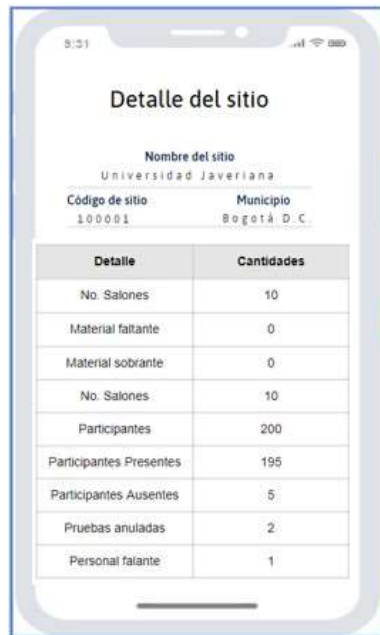 9:31
Detalle del sitio
Nombre del sitio
Universidad Javeriana
Código de sitio Municipio
100001 Bogotá D.C.
Detalle Cantidades
No. Salones 10
Material faltante 0
Material sobrante 0
No. Salones 10
Participantes 200
Participantes Presentes 195
Participantes Ausentes 5
Pruebas anuladas 2
Personal falante 1